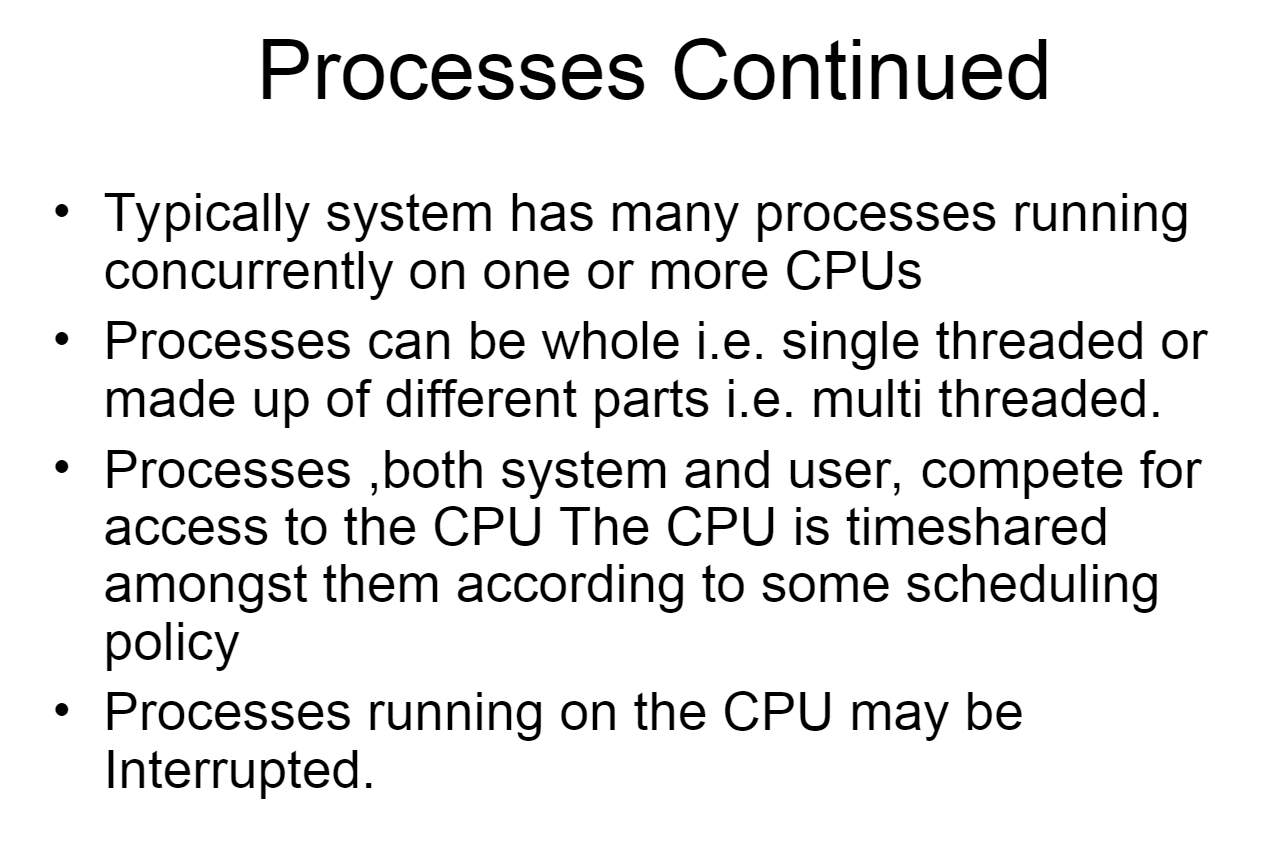 Processes Continued
• Typically system has many processes running
concurrently on one or more CPUs
• Processes can be whole i.e. single threaded or
made up of different parts i.e. multi threaded.
• Processes ,both system and user, compete for
access to the CPU The CPU is timeshared
amongst them according to some scheduling
policy
• Processes running on the CPU may be
Interrupted.